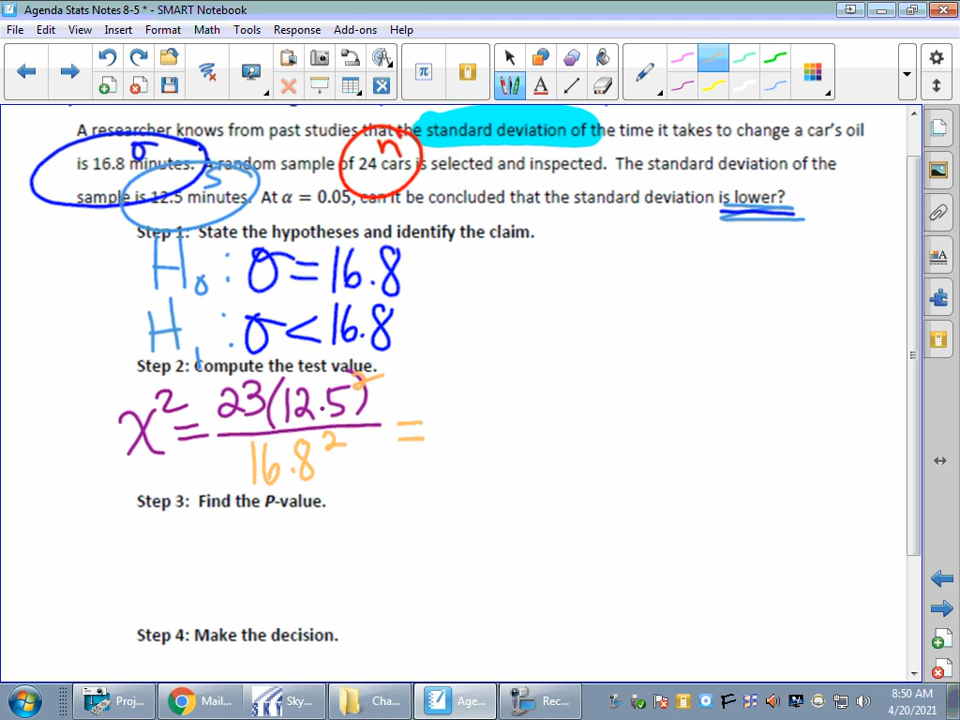 Agenda Stats Notes 8-5 * - SMART Notebook
File Edit View Insert Format Math Tools Response Add-ons Help
A researcher knows from past studies that the standard deviation of the time it takes to change a car's oil
σ n
is 16.8 minutes. A random sample of 24 cars is selected and inspected. The standard deviation of the
s
sample is 12.5 minutes. At α = 0.05, can it be concluded that the standard deviation is lower?
Step 1: State the hypotheses and identify the claim.
H₀ : σ = 16.8
H₁ : σ < 16.8
Step 2: Compute the test value.
χ² = 23(12.5)² / 16.8² =
Step 3: Find the P-value.
Step 4: Make the decision.
Proj... Mail... Sky... Cha... Age... Rec...
8:50 AM
4/20/2021